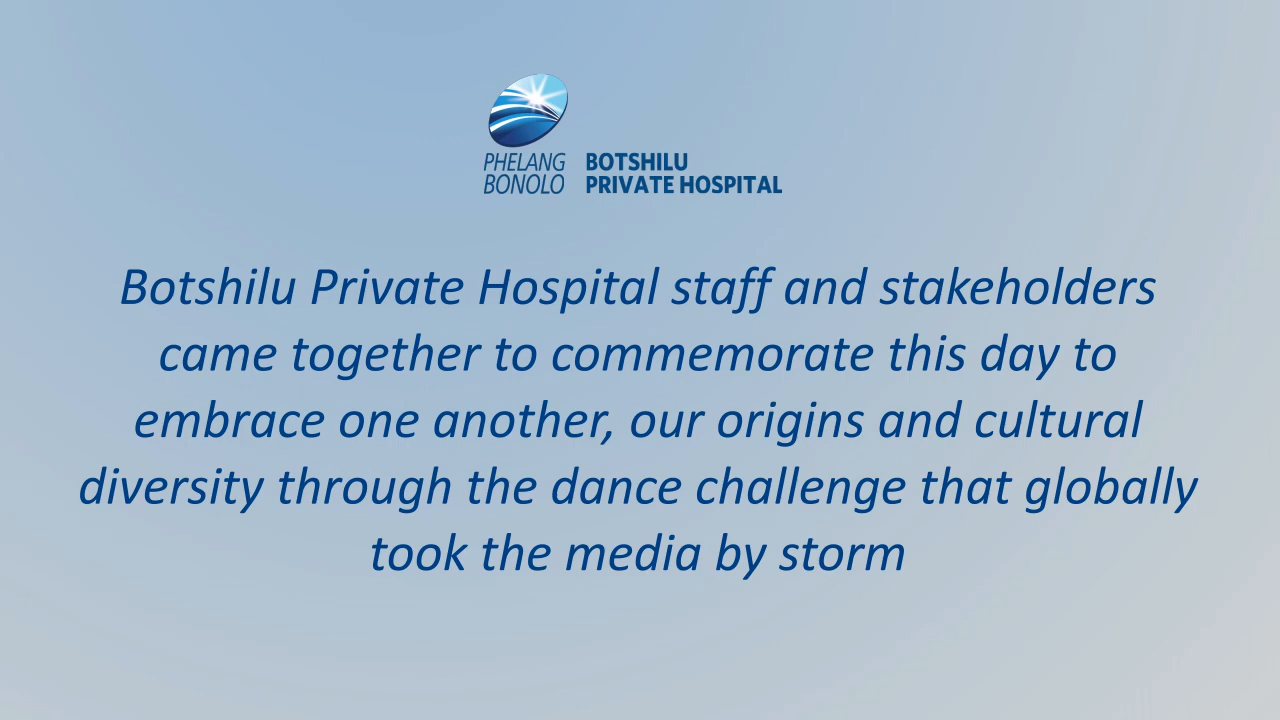 PHELANG
BONOLO
BOTSHILU
PRIVATE HOSPITAL
Botshilu Private Hospital staff and stakeholders
came together to commemorate this day to
embrace one another, our origins and cultural
diversity through the dance challenge that globally
took the media by storm